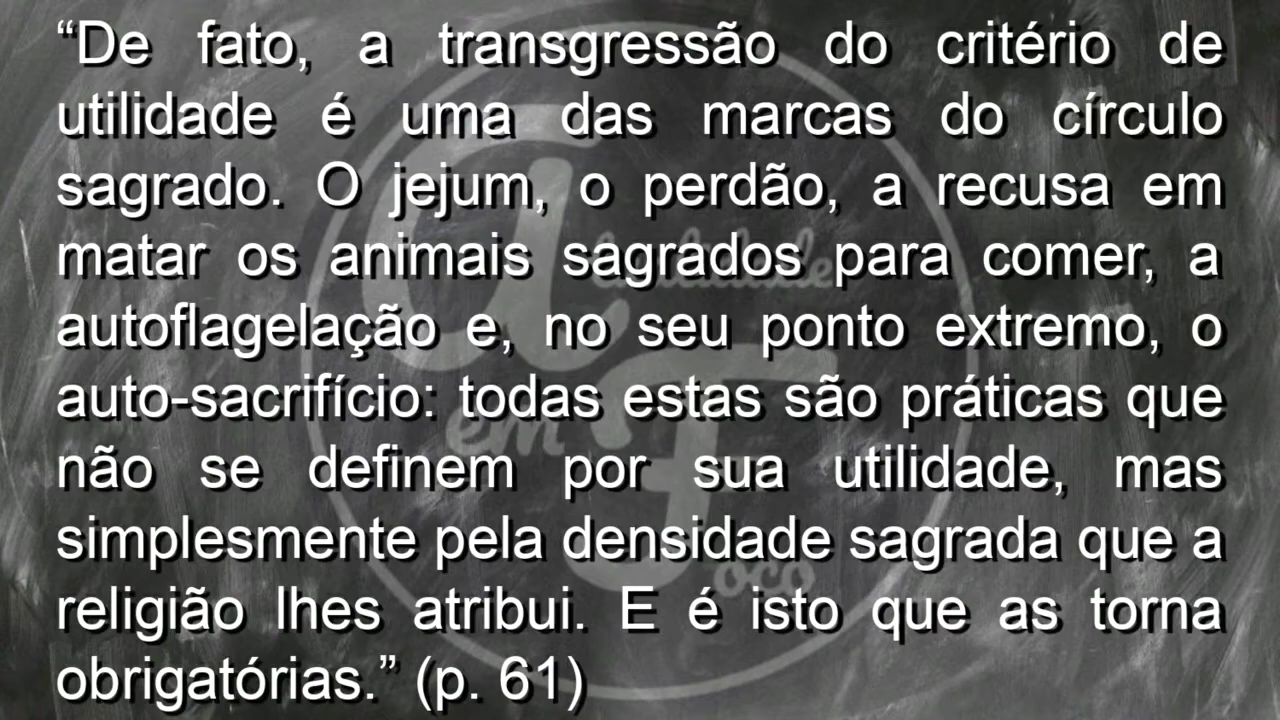 “De fato, a transgressão do critério de
utilidade é uma das marcas do círculo
sagrado. O jejum, o perdão, a recusa em
matar os animais sagrados para comer, a
autoflagelação e, no seu ponto extremo, o
auto-sacrifício: todas estas são práticas que
não se definem por sua utilidade, mas
simplesmente pela densidade sagrada que a
religião lhes atribui. E é isto que as torna
obrigatórias.” (p. 61)
em
oco